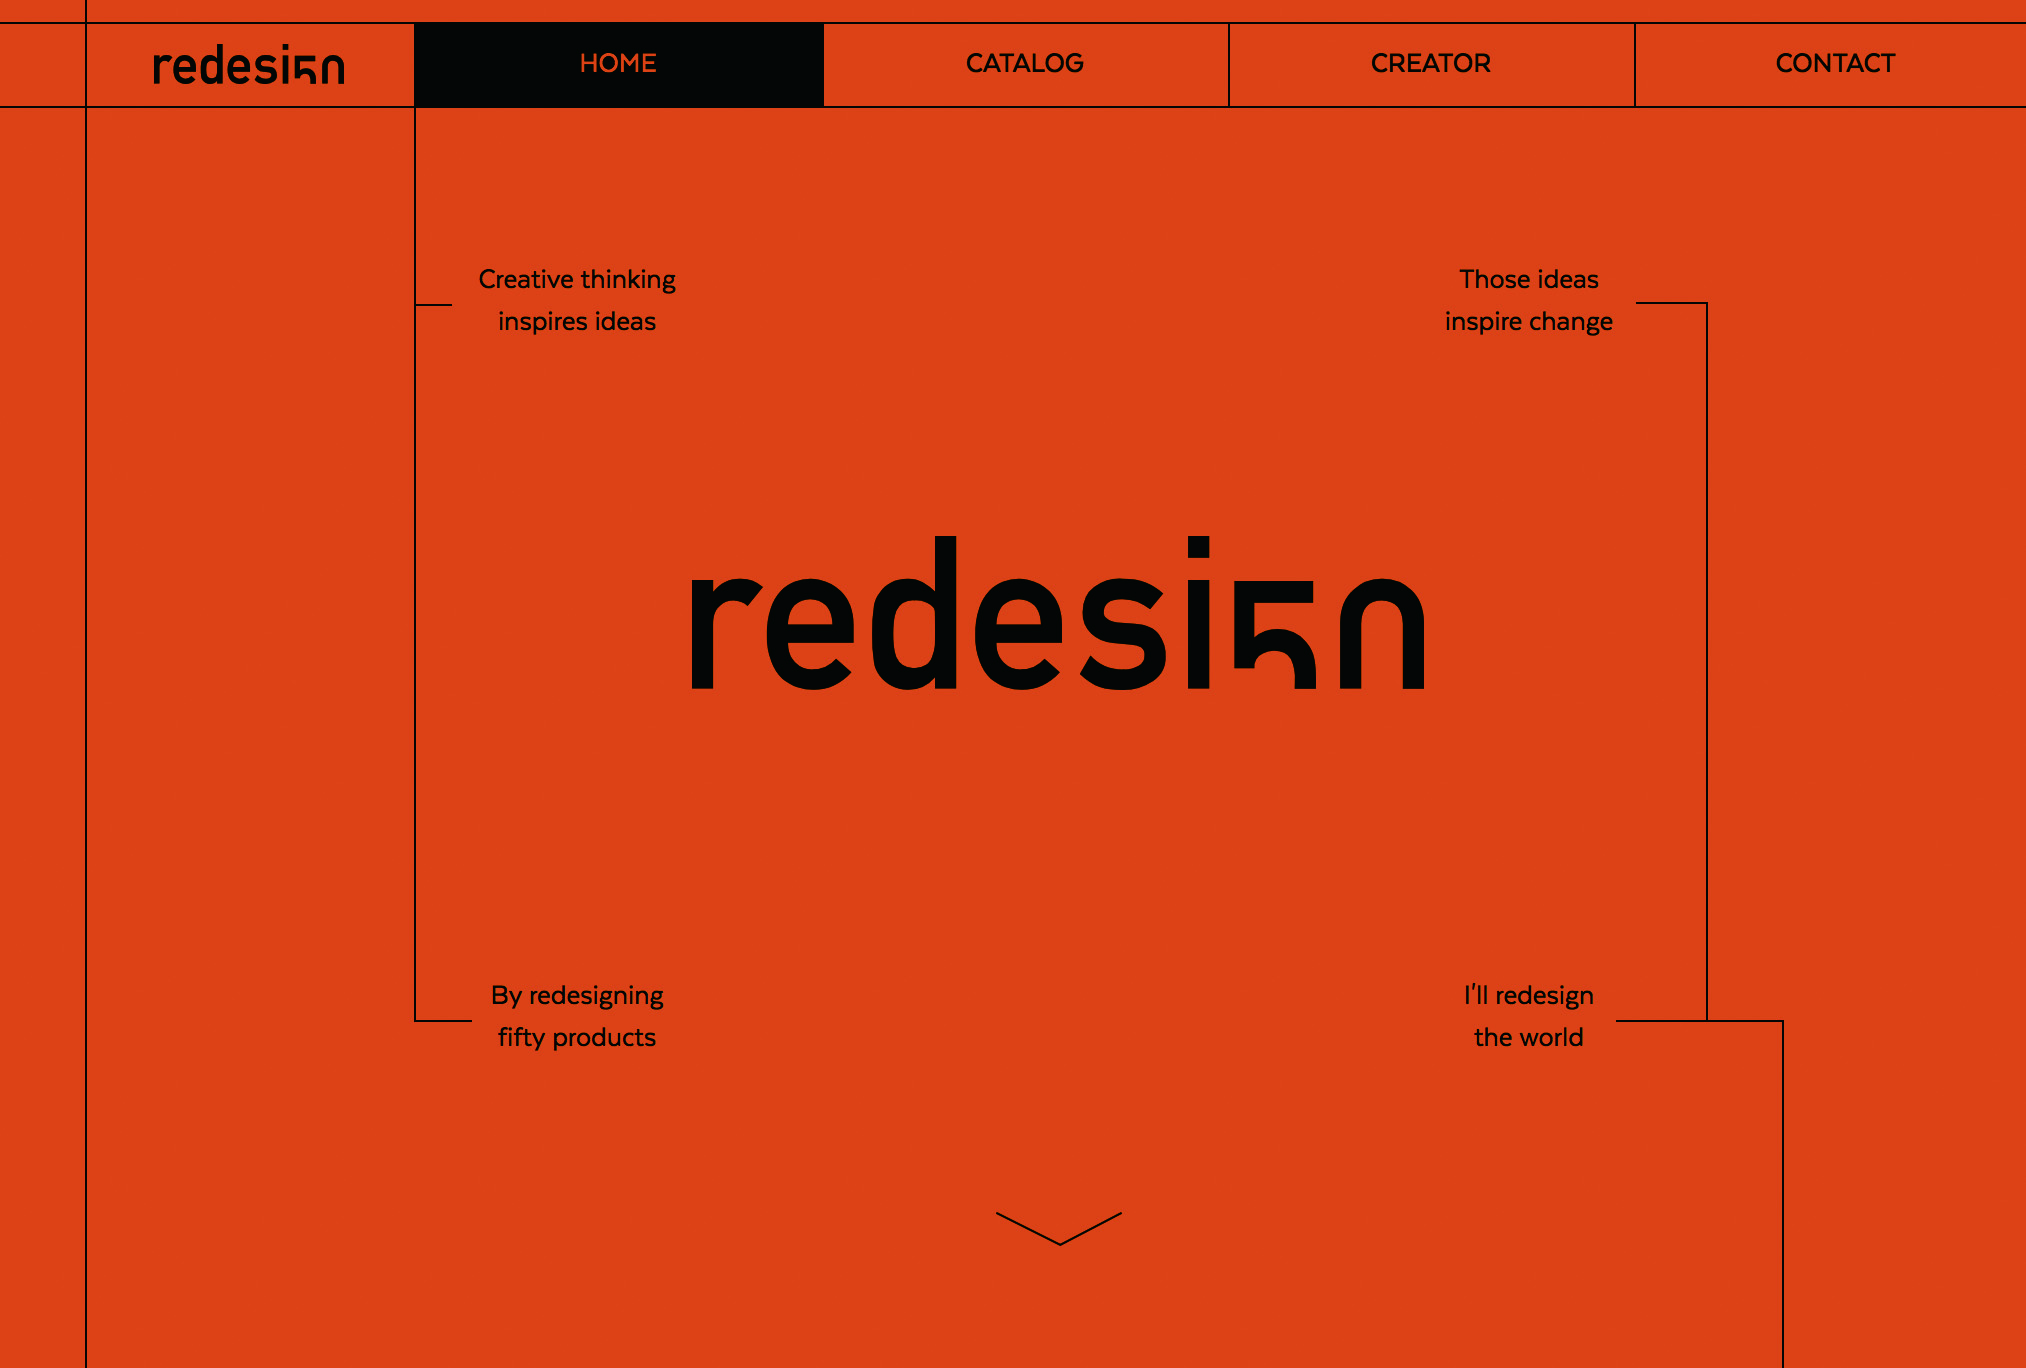 redesi5n
HOME
CATALOG
CREATOR
CONTACT
Creative thinking
inspires ideas
Those ideas
inspire change
redesi5n
By redesigning
fifty products
I'll redesign
the world